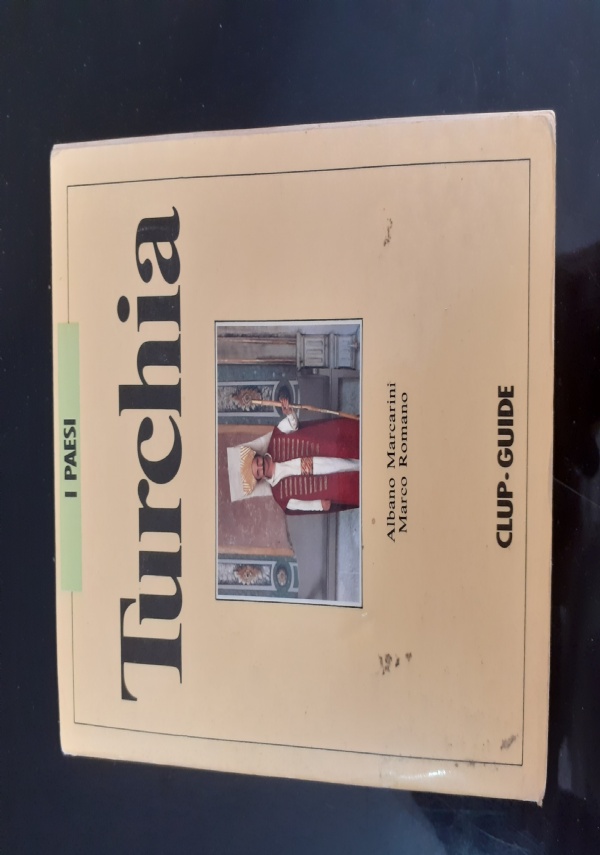 I PAESI
Turchia
Albano Marcarini
Marco Romano
CLUP-GUIDE